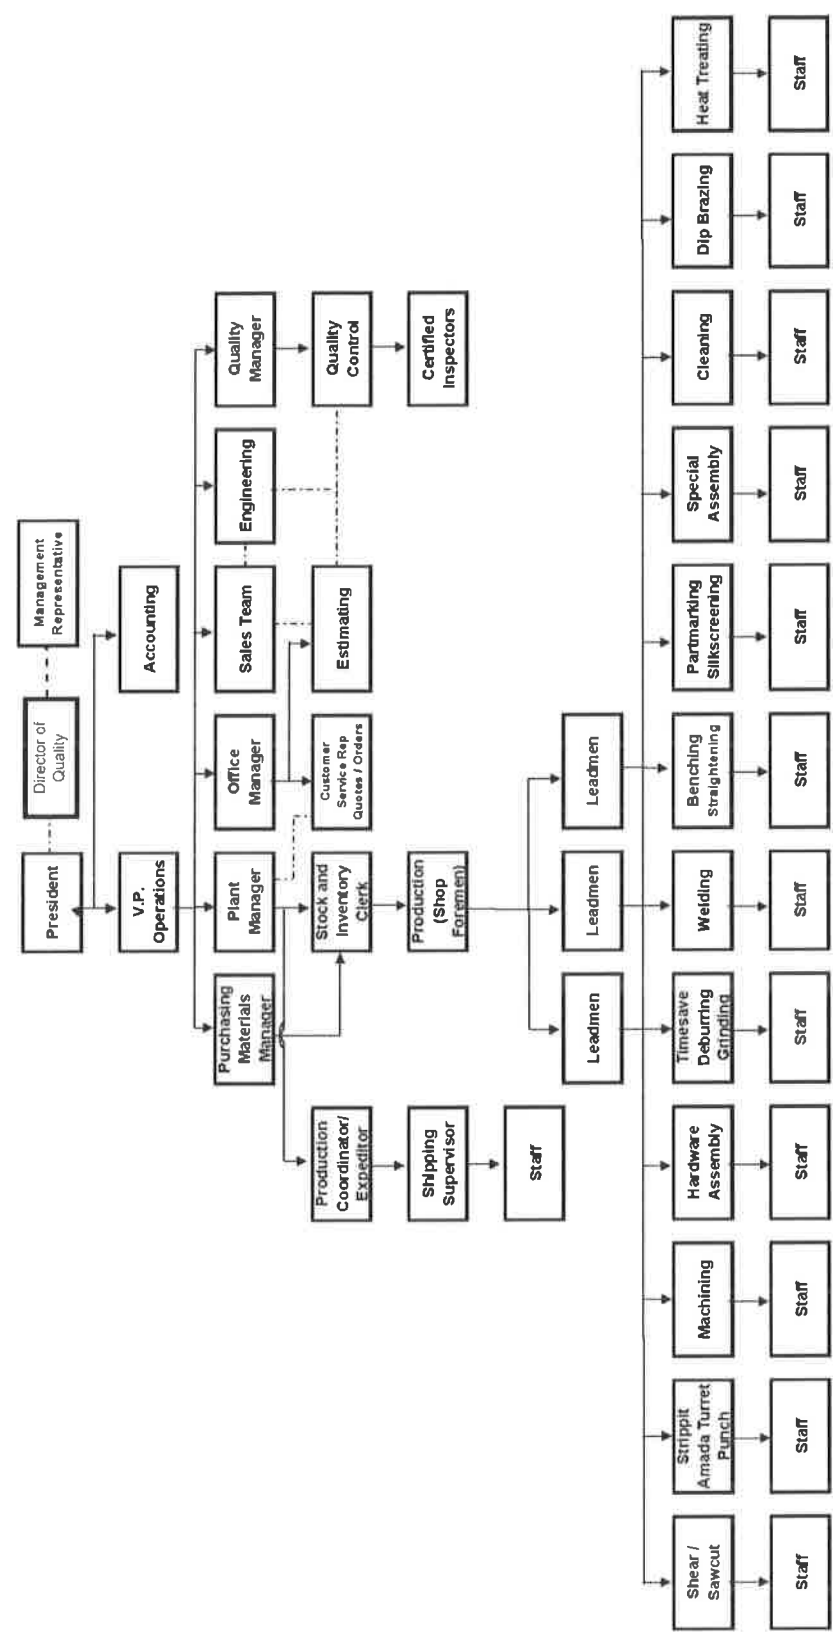 President
Director of
Quality
Management
Representative
V.P.
Operations
Accounting
Purchasing
Materials
Manager
Plant
Manager
Office
Manager
Sales Team
Engineering
Quality
Manager
Production
Coordinator/
Expeditor
Stock and
Inventory
Clerk
Customer
Service Rep
Quotes / Orders
Estimating
Quality
Control
Shipping
Supervisor
Production
(Shop
Foremen)
Certified
Inspectors
Staff
Leadmen
Leadmen
Leadmen
Shear /
Sawcut
Strippit
Amada Turret
Punch
Machining
Hardware
Assembly
Timesave
Deburring
Grinding
Welding
Benching
Straightening
Partmarking
Silkscreening
Special
Assembly
Cleaning
Dip Brazing
Heat Treating
Staff
Staff
Staff
Staff
Staff
Staff
Staff
Staff
Staff
Staff
Staff
Staff